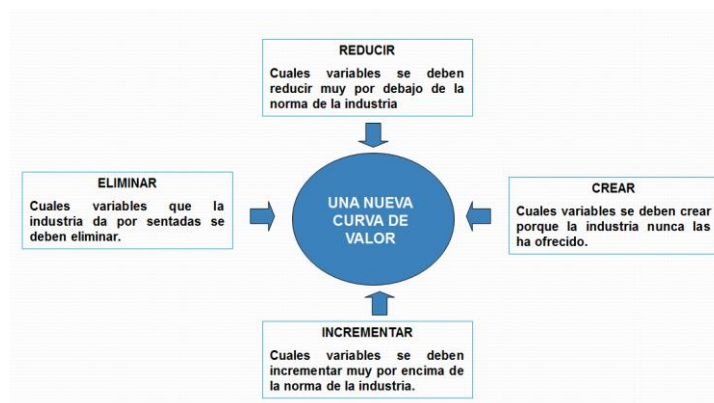 REDUCIR
Cuales variables se deben
reducir muy por debajo de la
norma de la industria
ELIMINAR
Cuales variables que la
industria da por sentadas se
deben eliminar.
UNA NUEVA
CURVA DE
VALOR
CREAR
Cuales variables se deben crear
porque la industria nunca las
ha ofrecido.
INCREMENTAR
Cuales variables se deben
incrementar muy por encima de
la norma de la industria.